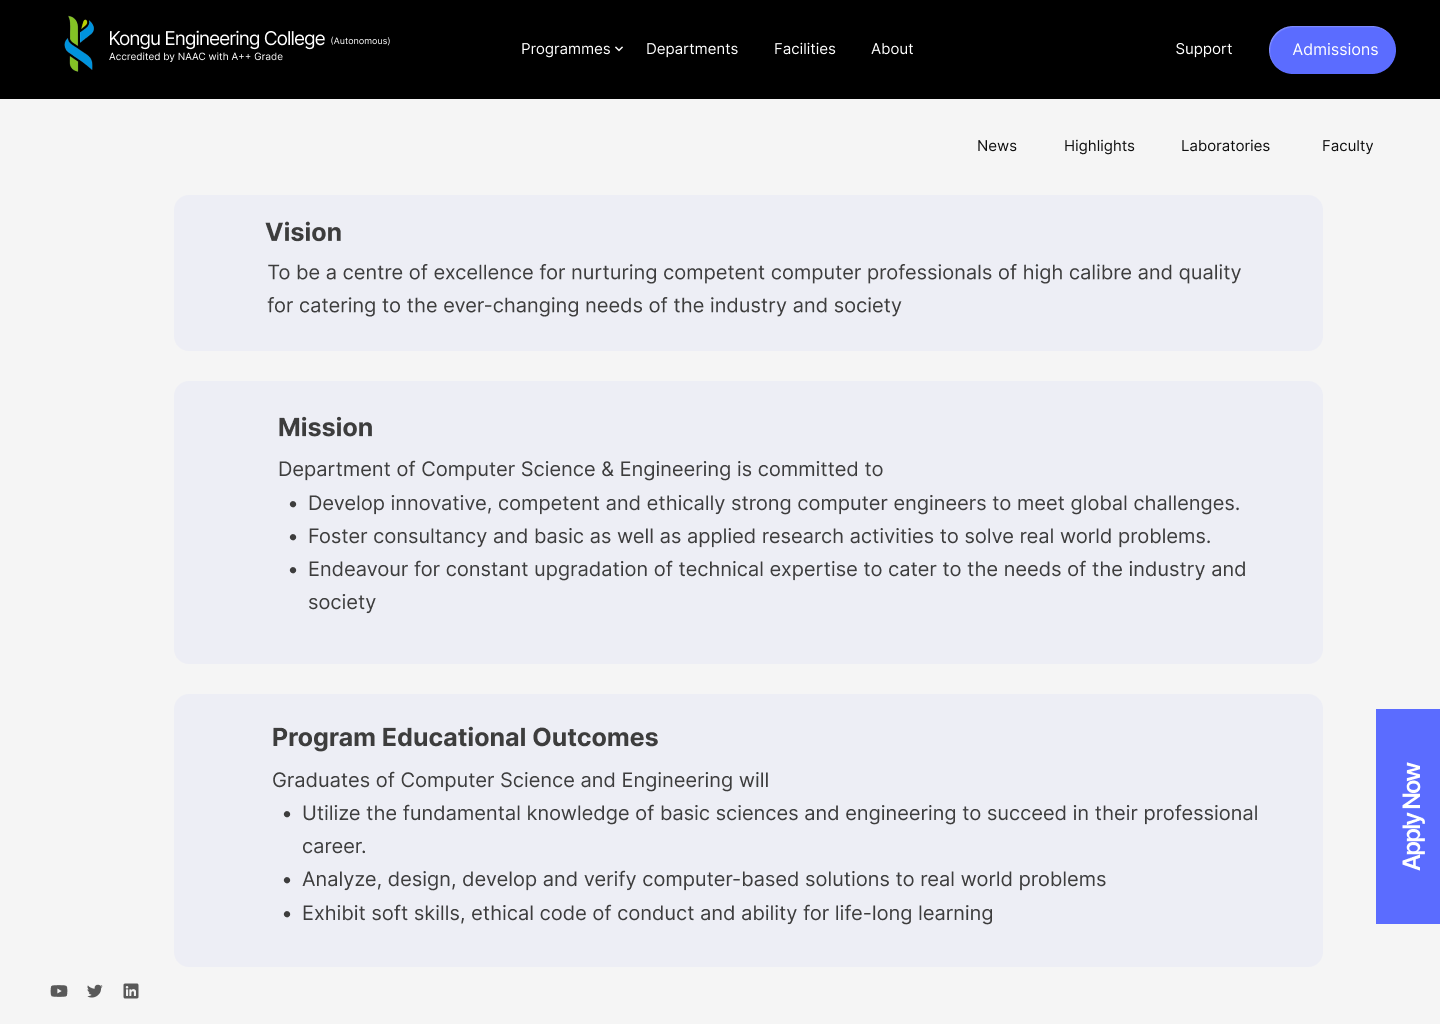 Kongu Engineering College (Autonomous)
Accredited by NAAC with A++ Grade
Programmes Departments Facilities About Support Admissions
News Highlights Laboratories Faculty
Vision
To be a centre of excellence for nurturing competent computer professionals of high calibre and quality
for catering to the ever-changing needs of the industry and society
Mission
Department of Computer Science & Engineering is committed to
• Develop innovative, competent and ethically strong computer engineers to meet global challenges.
• Foster consultancy and basic as well as applied research activities to solve real world problems.
• Endeavour for constant upgradation of technical expertise to cater to the needs of the industry and
society
Program Educational Outcomes
Graduates of Computer Science and Engineering will
• Utilize the fundamental knowledge of basic sciences and engineering to succeed in their professional
career.
• Analyze, design, develop and verify computer-based solutions to real world problems
• Exhibit soft skills, ethical code of conduct and ability for life-long learning
Apply Now